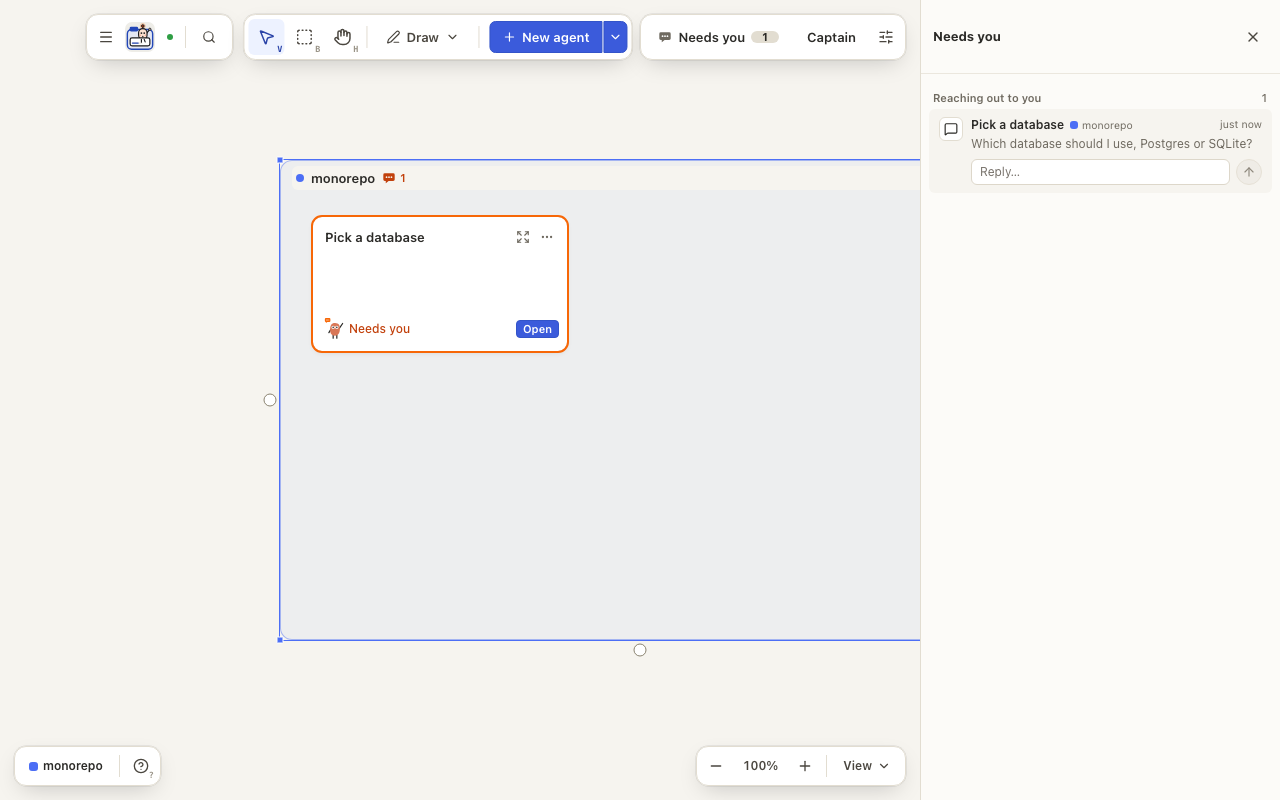 V
B
H
Draw
New agent
Needs you 1
Captain
Needs you
Reaching out to you 1
Pick a database monorepo just now
Which database should I use, Postgres or SQLite?
Reply...
monorepo 1
Pick a database
Needs you
Open
monorepo
?
100%
View